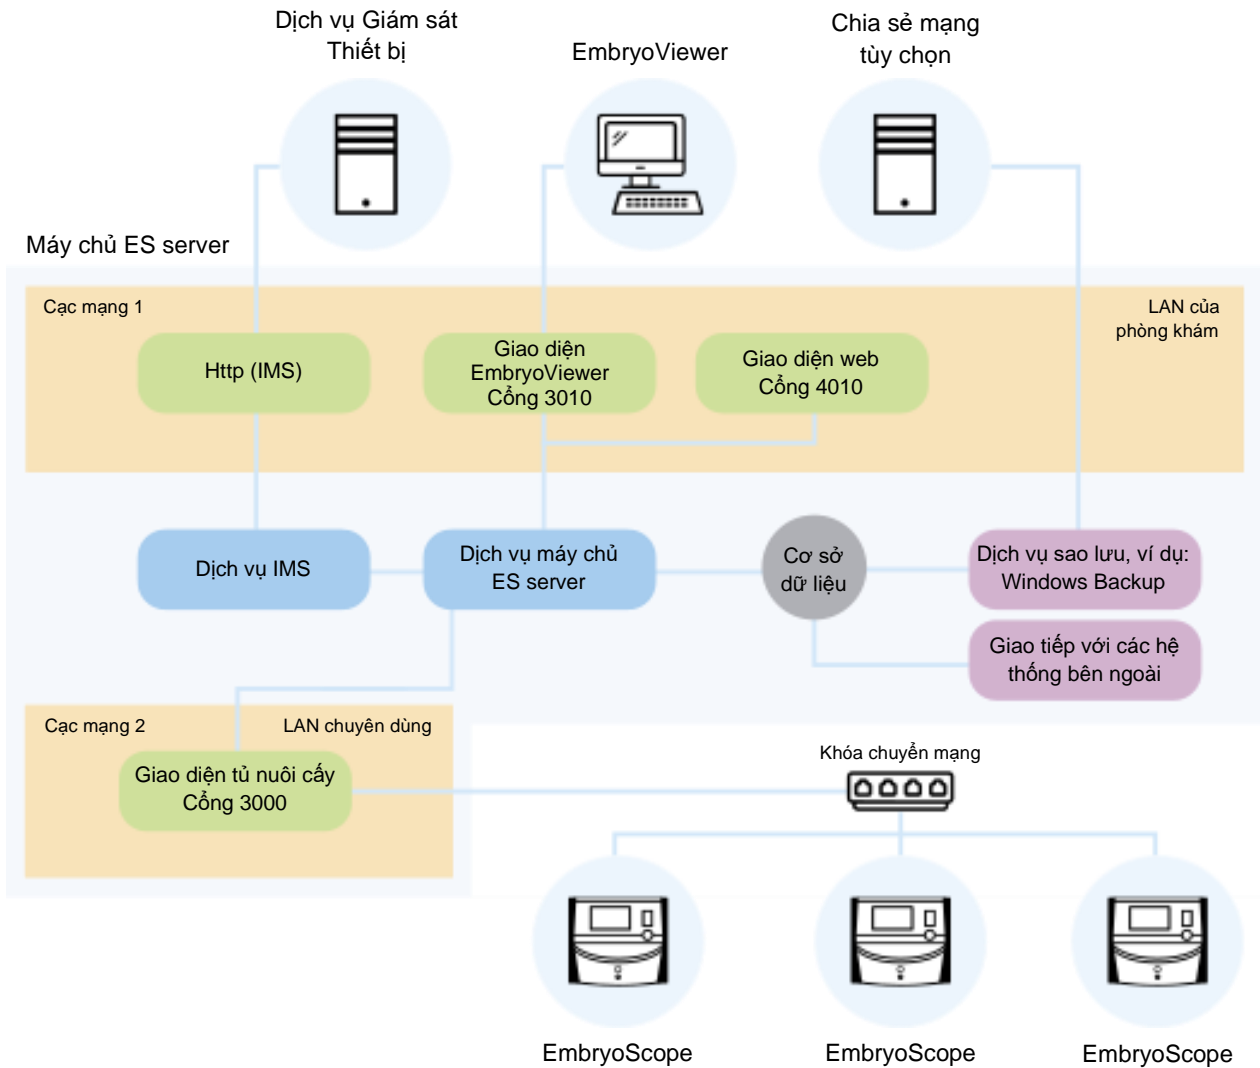 Dịch vụ Giám sát
Thiết bị
EmbryoViewer
Chia sẻ mạng
tùy chọn
Máy chủ ES server
Cạc mạng 1
LAN của
phòng khám
Http (IMS)
Giao diện
EmbryoViewer
Cổng 3010
Giao diện web
Cổng 4010
Dịch vụ IMS
Dịch vụ máy chủ
ES server
Cơ sở
dữ liệu
Dịch vụ sao lưu, ví dụ:
Windows Backup
Giao tiếp với các hệ
thống bên ngoài
Cạc mạng 2
LAN chuyên dùng
Giao diện tủ nuôi cấy
Cổng 3000
Khóa chuyển mạng
EmbryoScope
EmbryoScope
EmbryoScope